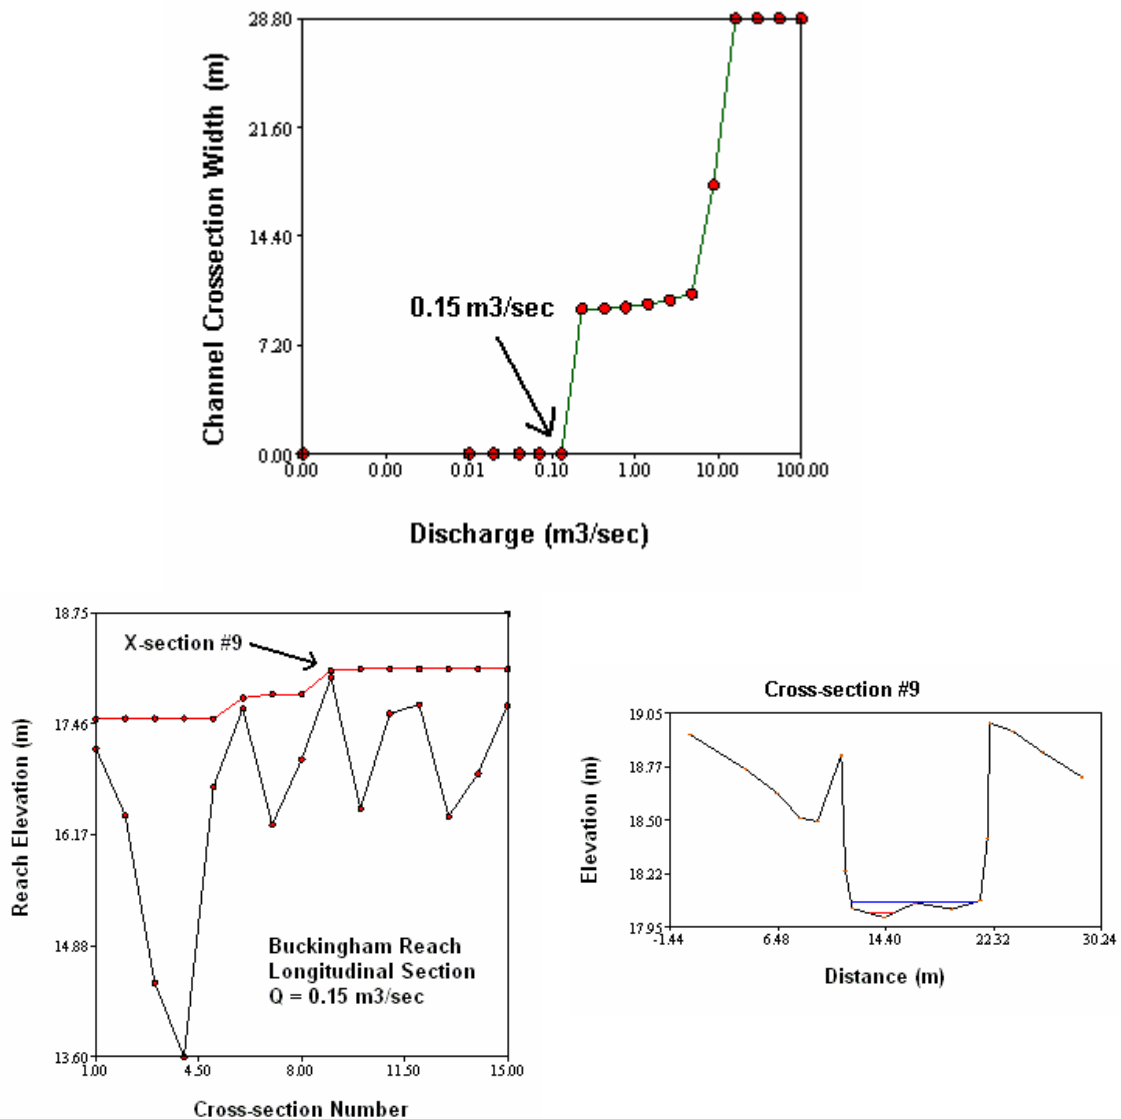 28.80
21.60
14.40
7.20
0.00
Channel Crossection Width (m)
0.15 m3/sec
0.00 0.00 0.01 0.10 1.00 10.00 100.00
Discharge (m3/sec)
18.75
17.46
16.17
14.88
13.60
Reach Elevation (m)
X-section #9
Buckingham Reach
Longitudinal Section
Q = 0.15 m3/sec
1.00 4.50 8.00 11.50 15.00
Cross-section Number
Cross-section #9
19.05
18.77
18.50
18.22
17.95
Elevation (m)
-1.44 6.48 14.40 22.32 30.24
Distance (m)